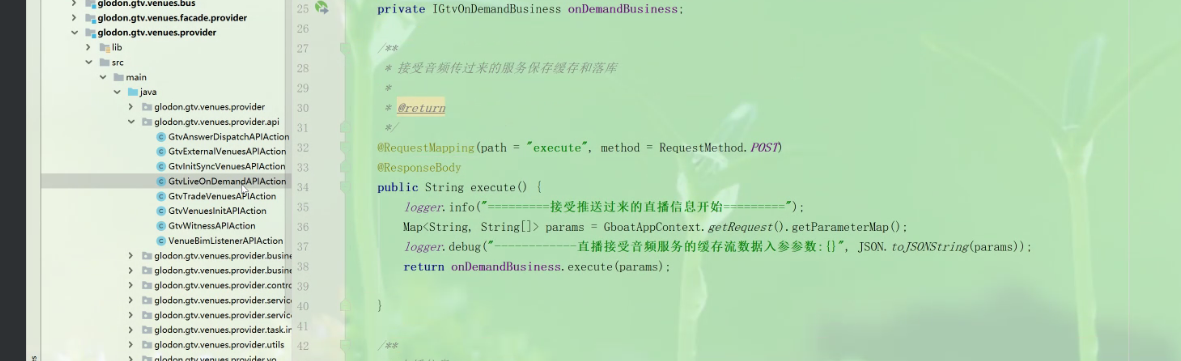 glodon.gtv.venues.bus
glodon.gtv.venues.facade.provider
glodon.gtv.venues.provider
lib
src
main
java
glodon.gtv.venues.provider
glodon.gtv.venues.provider.api
GtvAnswerDispatchAPIAction
GtvExternalVenuesAPIAction
GtvInitSyncVenuesAPIAction
GtvLiveOnDemandAPIAction
GtvTradeVenuesAPIAction
GtvVenuesInitAPIAction
GtvWitnessAPIAction
VenueBimListenerAPIAction
glodon.gtv.venues.provider.busin
glodon.gtv.venues.provider.busine
glodon.gtv.venues.provider.contro
glodon.gtv.venues.provider.servic
glodon.gtv.venues.provider.servic
glodon.gtv.venues.provider.task.in
glodon.gtv.venues.provider.utils
glodon.gtv.venues.provider.vo
25 private IGtvOnDemandBusiness onDemandBusiness;
26
27 /**
28 * 接受音频传过来的服务保存缓存和落库
29 *
30 * @return
31 */
32 @RequestMapping(path = "execute", method = RequestMethod.POST)
33 @ResponseBody
34 public String execute() {
35 logger.info("=========接受推送过来的直播信息开始=========");
36 Map<String, String[]> params = GboatAppContext.getRequest().getParameterMap();
37 logger.debug("------------直播接受音频服务的缓存流数据入参参数:{}", JSON.toJSONString(params));
38 return onDemandBusiness.execute(params);
39
40 }
41
42 /**